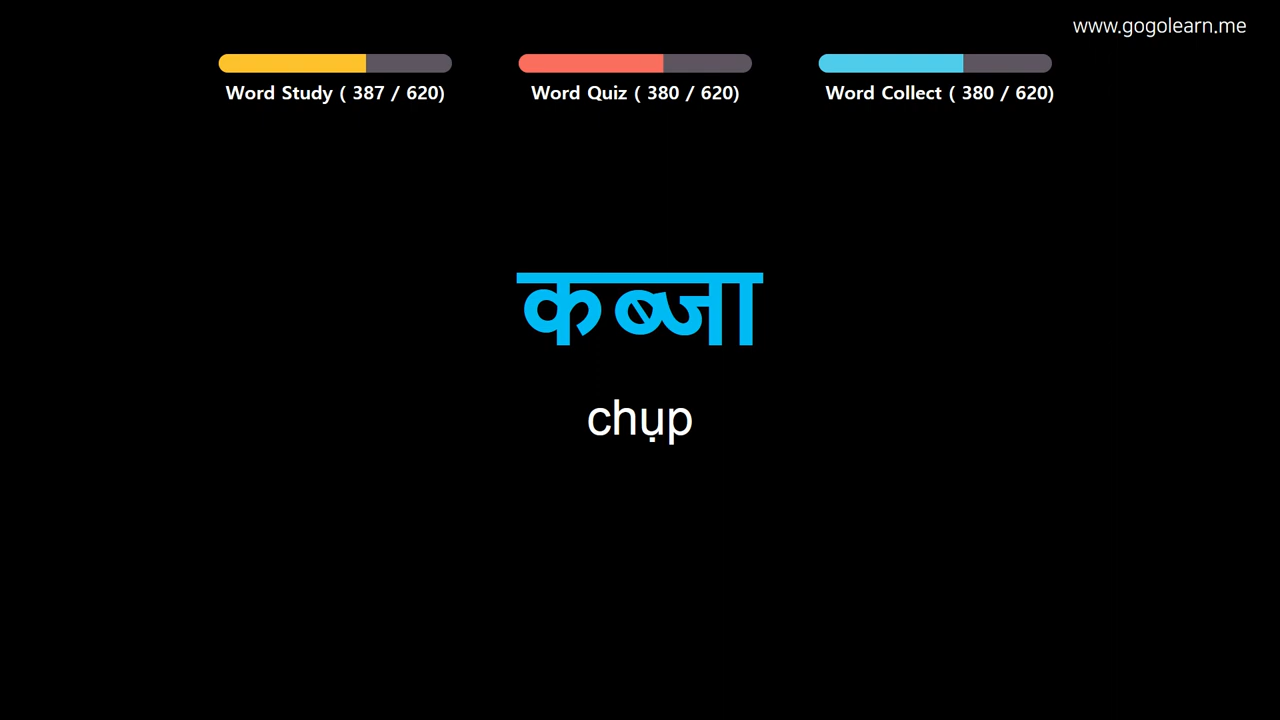 www.gogolearn.me
Word Study ( 387 / 620)
Word Quiz ( 380 / 620)
Word Collect ( 380 / 620)
कब्जा
chụp